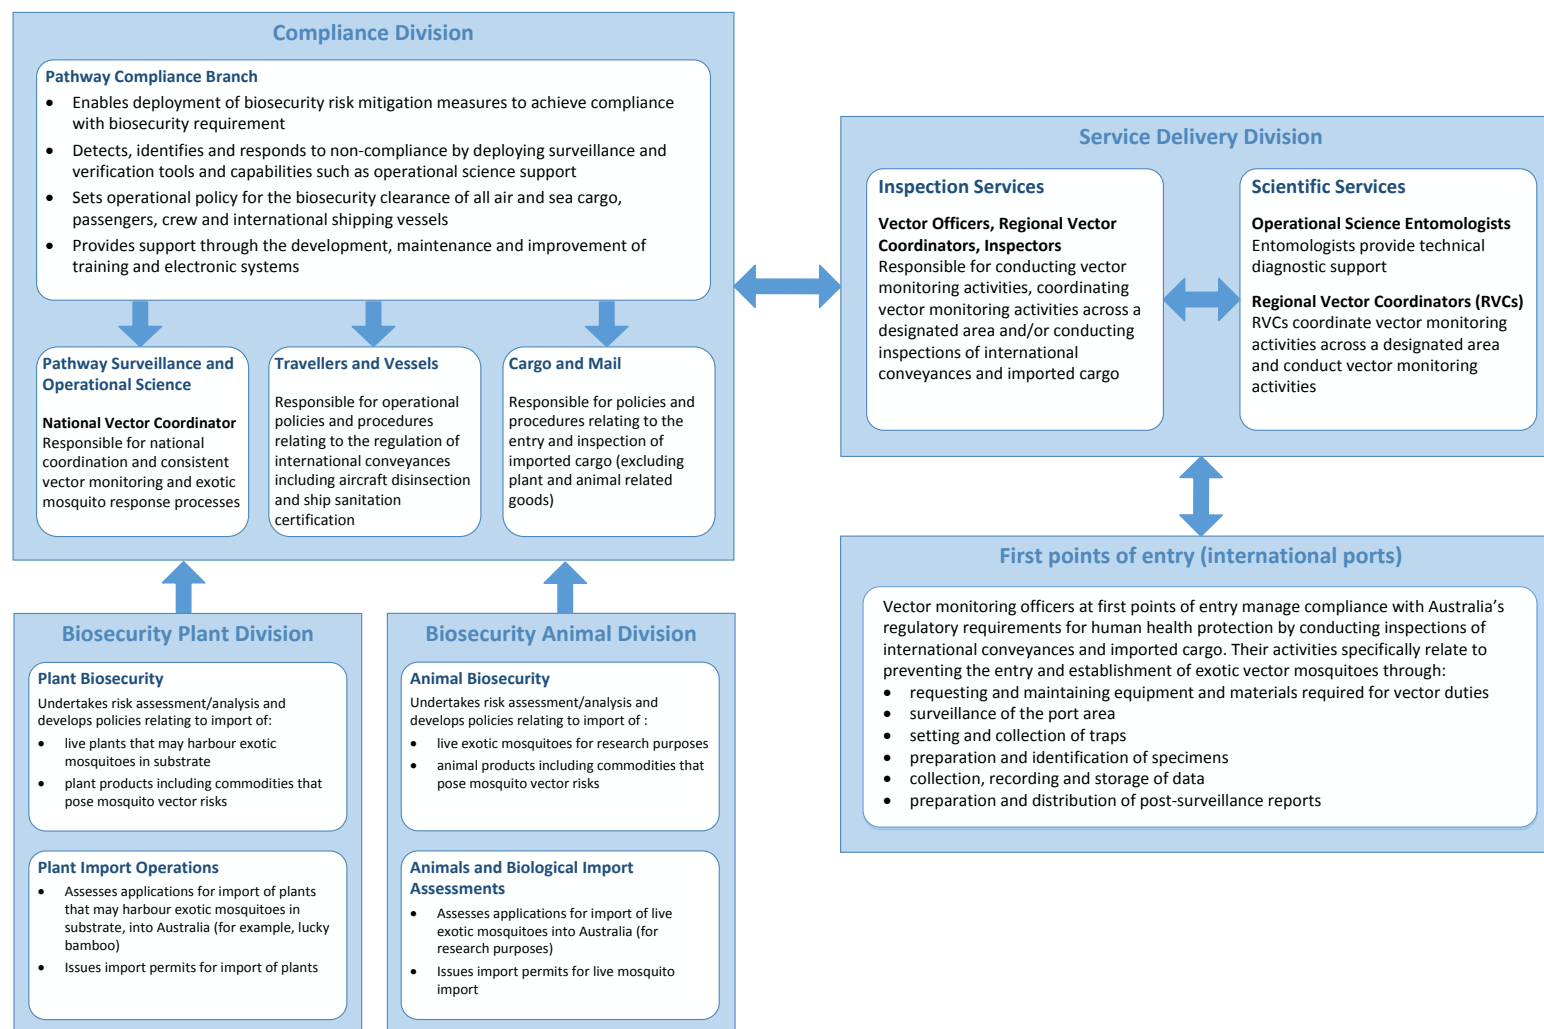 Compliance Division
Pathway Compliance Branch
• Enables deployment of biosecurity risk mitigation measures to achieve compliance
with biosecurity requirement
• Detects, identifies and responds to non-compliance by deploying surveillance and
verification tools and capabilities such as operational science support
• Sets operational policy for the biosecurity clearance of all air and sea cargo,
passengers, crew and international shipping vessels
• Provides support through the development, maintenance and improvement of
training and electronic systems
Pathway Surveillance and
Operational Science
National Vector Coordinator
Responsible for national
coordination and consistent
vector monitoring and exotic
mosquito response processes
Travellers and Vessels
Responsible for operational
policies and procedures
relating to the regulation of
international conveyances
including aircraft disinsection
and ship sanitation
certification
Cargo and Mail
Responsible for policies and
procedures relating to the
entry and inspection of
imported cargo (excluding
plant and animal related
goods)
Service Delivery Division
Inspection Services
Vector Officers, Regional Vector
Coordinators, Inspectors
Responsible for conducting vector
monitoring activities, coordinating
vector monitoring activities across a
designated area and/or conducting
inspections of international
conveyances and imported cargo
Scientific Services
Operational Science Entomologists
Entomologists provide technical
diagnostic support
Regional Vector Coordinators (RVCs)
RVCs coordinate vector monitoring
activities across a designated area
and conduct vector monitoring
activities
Biosecurity Plant Division
Plant Biosecurity
Undertakes risk assessment/analysis and
develops policies relating to import of:
• live plants that may harbour exotic
mosquitoes in substrate
• plant products including commodities that
pose mosquito vector risks
Plant Import Operations
• Assesses applications for import of plants
that may harbour exotic mosquitoes in
substrate, into Australia (for example, lucky
bamboo)
• Issues import permits for import of plants
Biosecurity Animal Division
Animal Biosecurity
Undertakes risk assessment/analysis and
develops policies relating to import of :
• live exotic mosquitoes for research purposes
• animal products including commodities that
pose mosquito vector risks
Animals and Biological Import
Assessments
• Assesses applications for import of live
exotic mosquitoes into Australia (for
research purposes)
• Issues import permits for live mosquito
import
First points of entry (international ports)
Vector monitoring officers at first points of entry manage compliance with Australia’s
regulatory requirements for human health protection by conducting inspections of
international conveyances and imported cargo. Their activities specifically relate to
preventing the entry and establishment of exotic vector mosquitoes through:
• requesting and maintaining equipment and materials required for vector duties
• surveillance of the port area
• setting and collection of traps
• preparation and identification of specimens
• collection, recording and storage of data
• preparation and distribution of post-surveillance reports